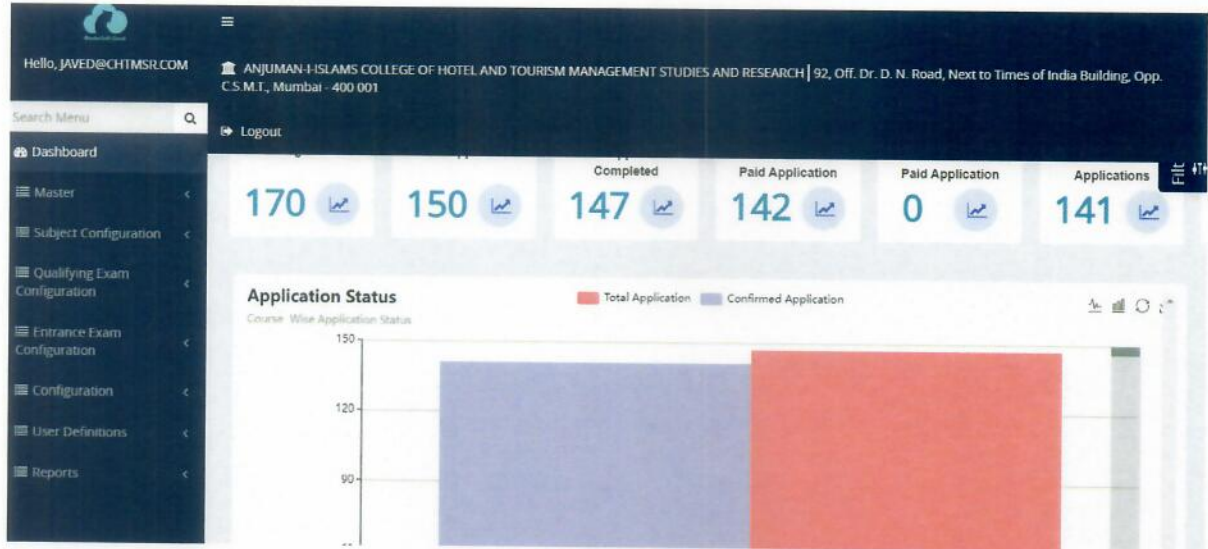 Hello, JAVED@CHTMSR.COM
ANJUMAN-I-ISLAMS COLLEGE OF HOTEL AND TOURISM MANAGEMENT STUDIES AND RESEARCH | 92, Off. Dr. D. N. Road, Next to Times of India Building, Opp.
C.S.M.T., Mumbai - 400 001
Search Menu
Logout
Dashboard
Master
Subject Configuration
Qualifying Exam
Configuration
Entrance Exam
Configuration
Configuration
User Definitions
Reports
Completed
Paid Application
Paid Application
Applications
170
150
147
142
0
141
Application Status
Course Wise Application Status
Total Application
Confirmed Application
150
120
90